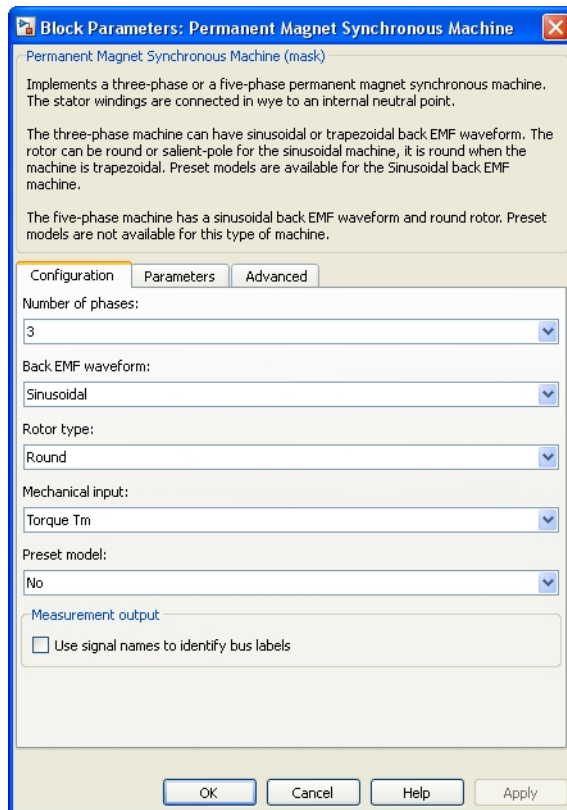 Block Parameters: Permanent Magnet Synchronous Machine
Permanent Magnet Synchronous Machine (mask)
Implements a three-phase or a five-phase permanent magnet synchronous machine.
The stator windings are connected in wye to an internal neutral point.
The three-phase machine can have sinusoidal or trapezoidal back EMF waveform. The
rotor can be round or salient-pole for the sinusoidal machine, it is round when the
machine is trapezoidal. Preset models are available for the Sinusoidal back EMF
machine.
The five-phase machine has a sinusoidal back EMF waveform and round rotor. Preset
models are not available for this type of machine.
Configuration Parameters Advanced
Number of phases:
3
Back EMF waveform:
Sinusoidal
Rotor type:
Round
Mechanical input:
Torque Tm
Preset model:
No
Measurement output
Use signal names to identify bus labels
OK Cancel Help Apply